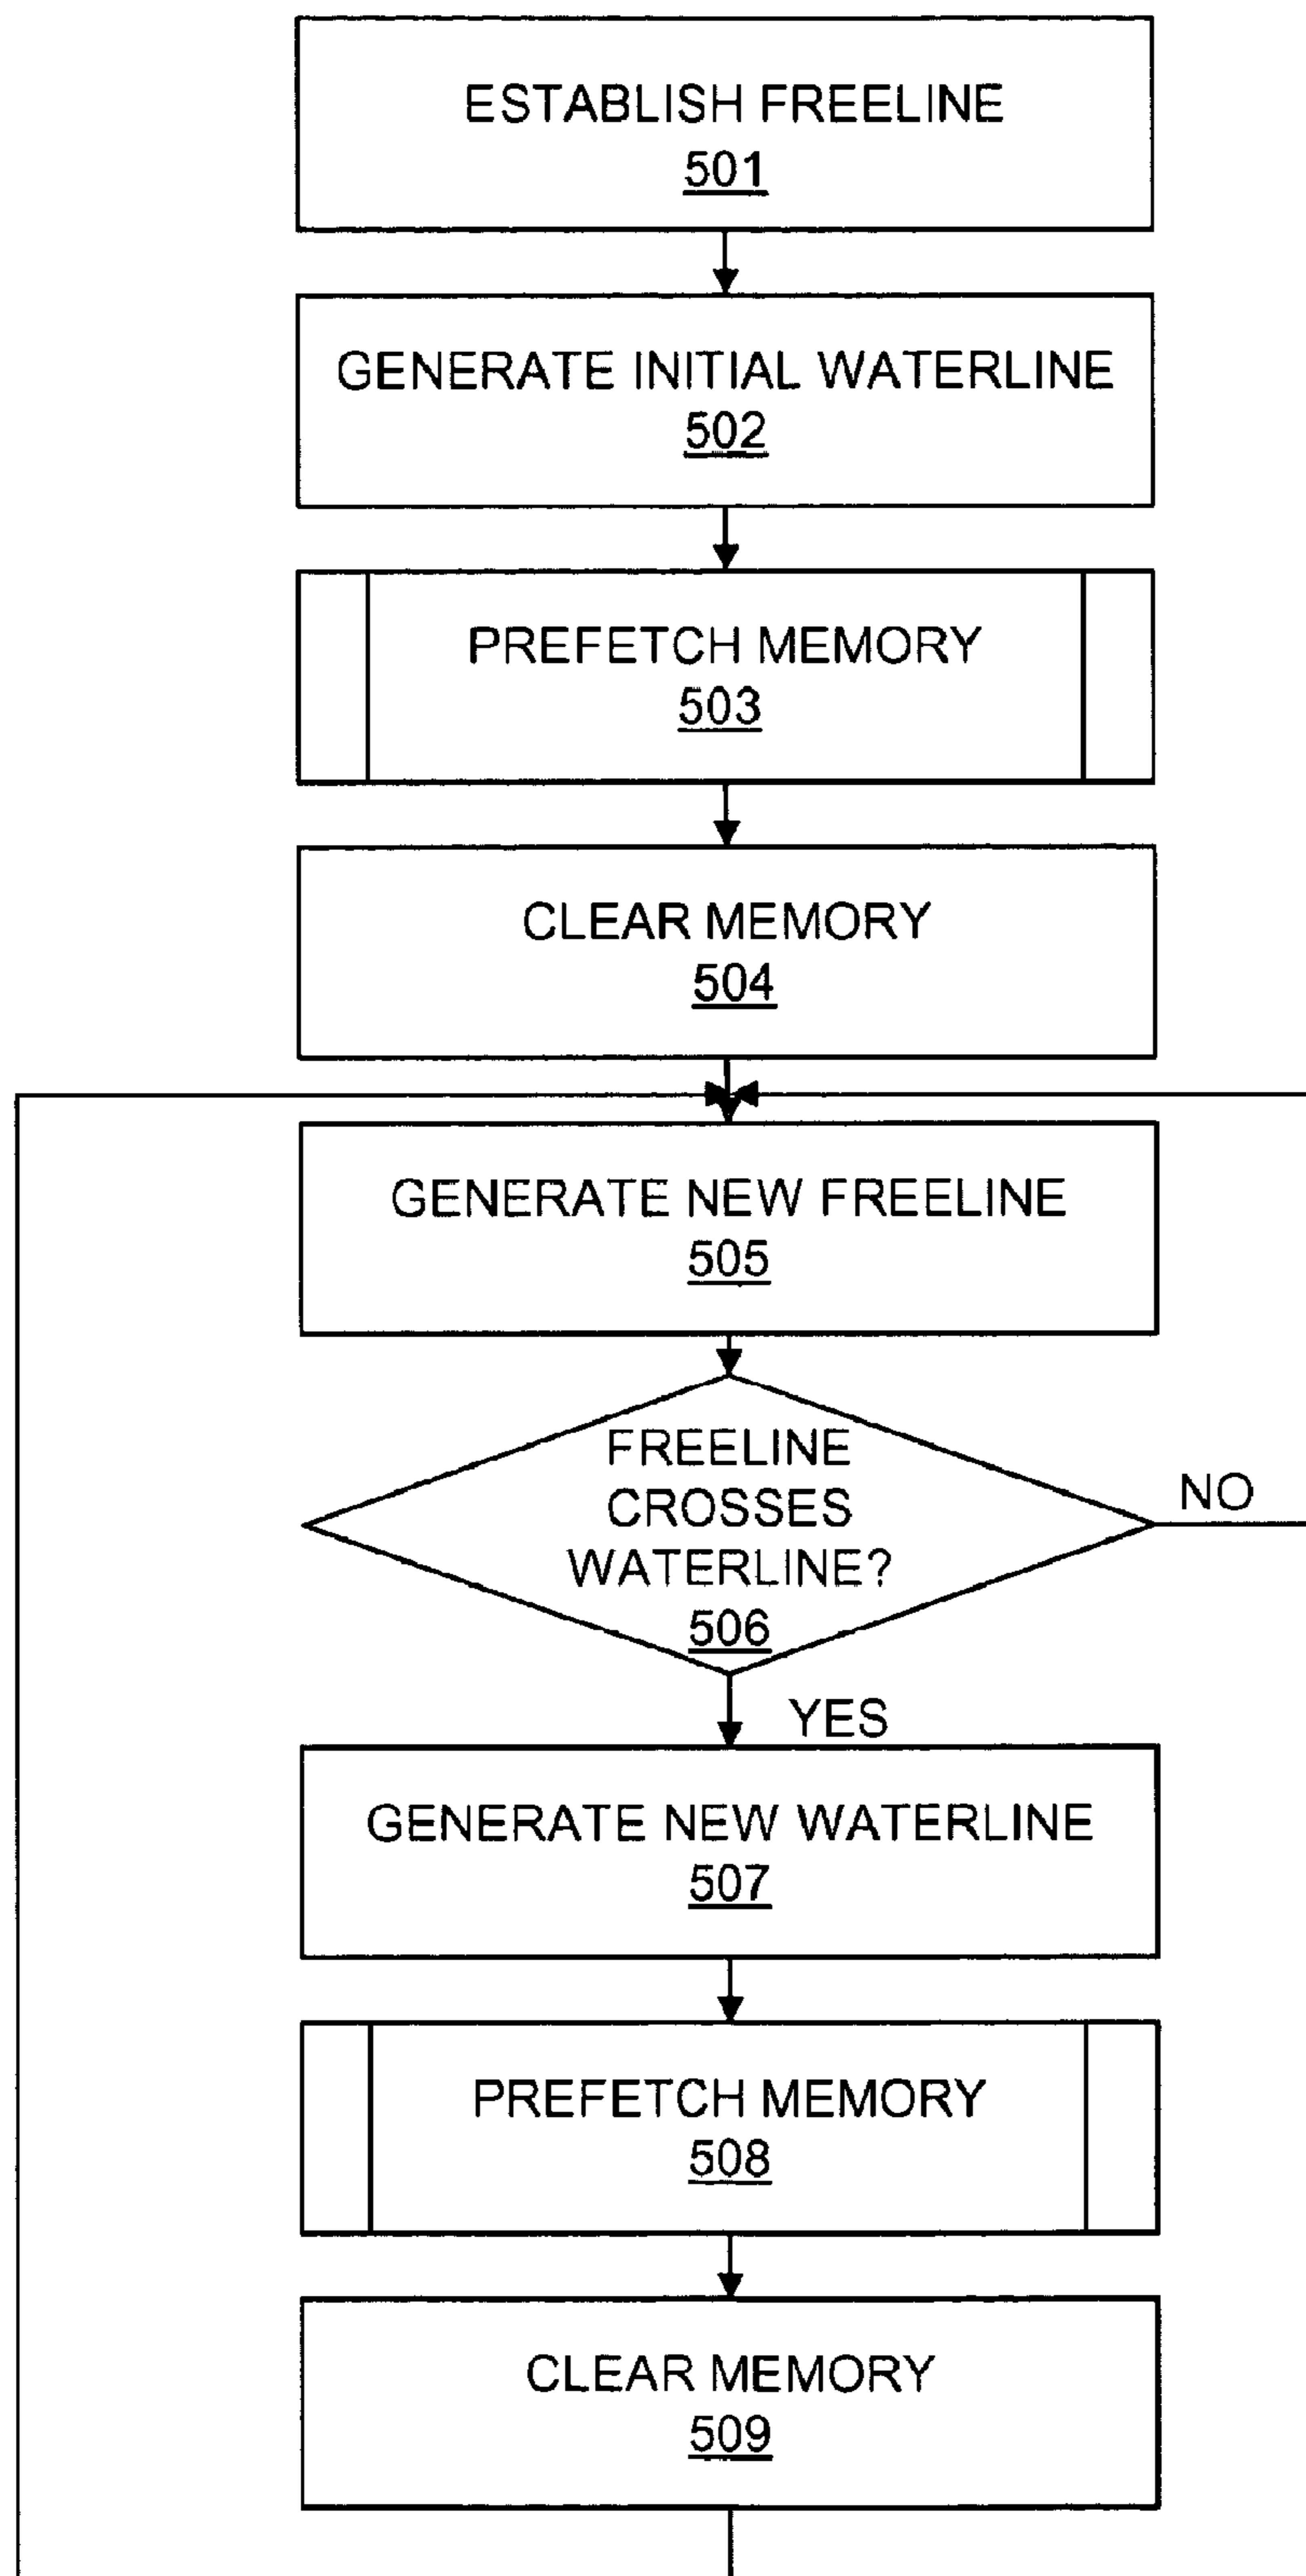 ESTABLISH FREELINE
501
GENERATE INITIAL WATERLINE
502
PREFETCH MEMORY
503
CLEAR MEMORY
504
GENERATE NEW FREELINE
505
FREELINE
CROSSES
WATERLINE?
506
NO
YES
GENERATE NEW WATERLINE
507
PREFETCH MEMORY
508
CLEAR MEMORY
509